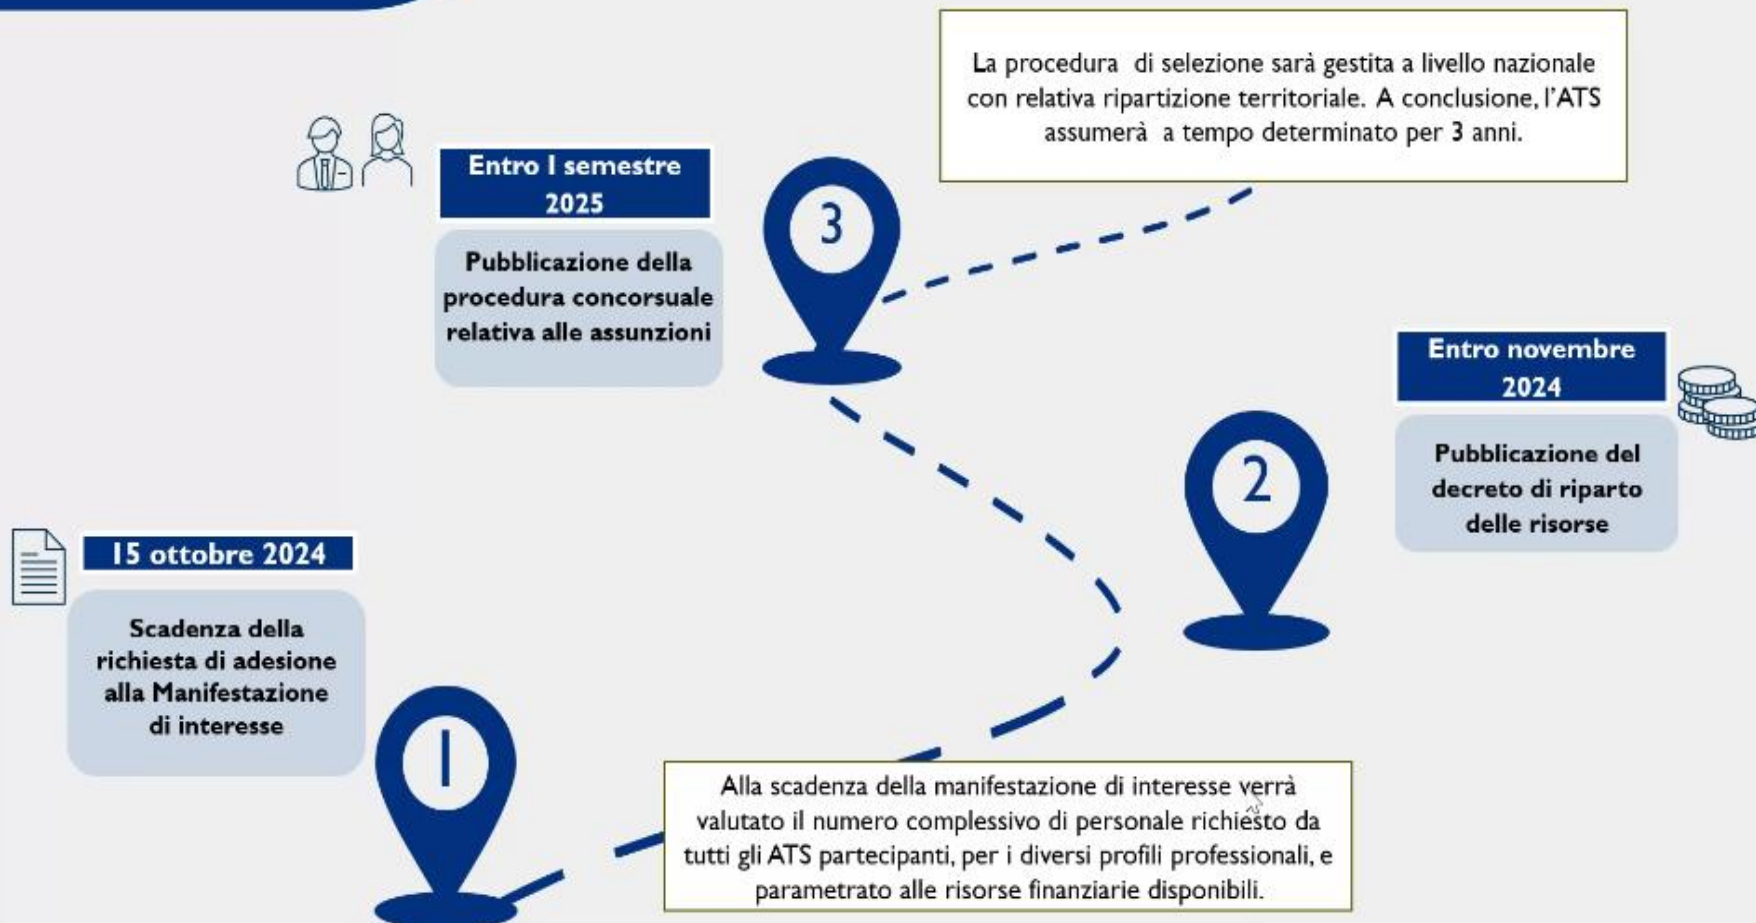 La procedura di selezione sarà gestita a livello nazionale
con relativa ripartizione territoriale. A conclusione, l'ATS
assumerà a tempo determinato per 3 anni.
Entro I semestre
2025
3
Pubblicazione della
procedura concorsuale
relativa alle assunzioni
Entro novembre
2024
2
Pubblicazione del
decreto di riparto
delle risorse
15 ottobre 2024
Scadenza della
richiesta di adesione
alla Manifestazione
di interesse
1
Alla scadenza della manifestazione di interesse verrà
valutato il numero complessivo di personale richiesto da
tutti gli ATS partecipanti, per i diversi profili professionali, e
parametrato alle risorse finanziarie disponibili.